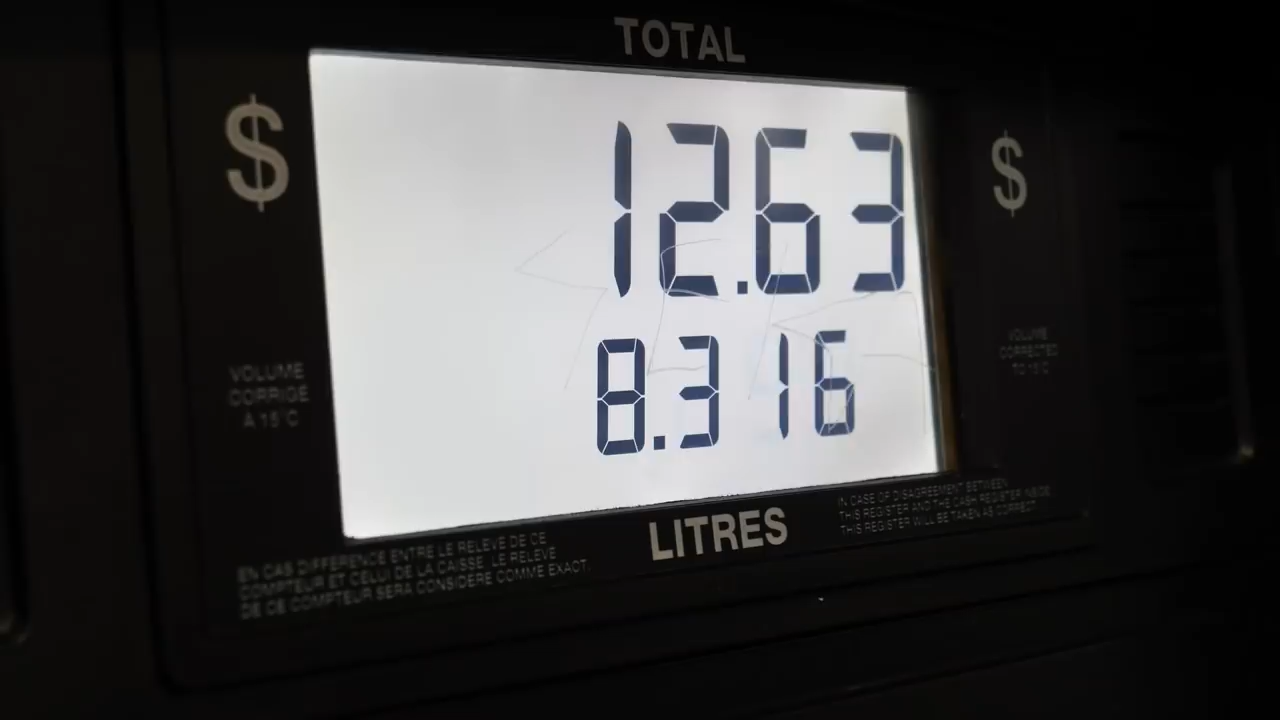 TOTAL
$ 12.63 $
8.316
VOLUME
CORRIGÉ
À 15°C
VOLUME
CORRECTED
TO 15°C
LITRES
EN CAS DIFFERENCE ENTRE LE RELEVE DE CE
COMPTEUR ET CELUI DE LA CAISSE LE RELEVE
DE CE COMPTEUR SERA CONSIDERE COMME EXACT.
IN CASE OF DISAGREEMENT BETWEEN
THIS REGISTER AND THE CASH REGISTER INSIDE
THIS REGISTER WILL BE TAKEN AS CORRECT